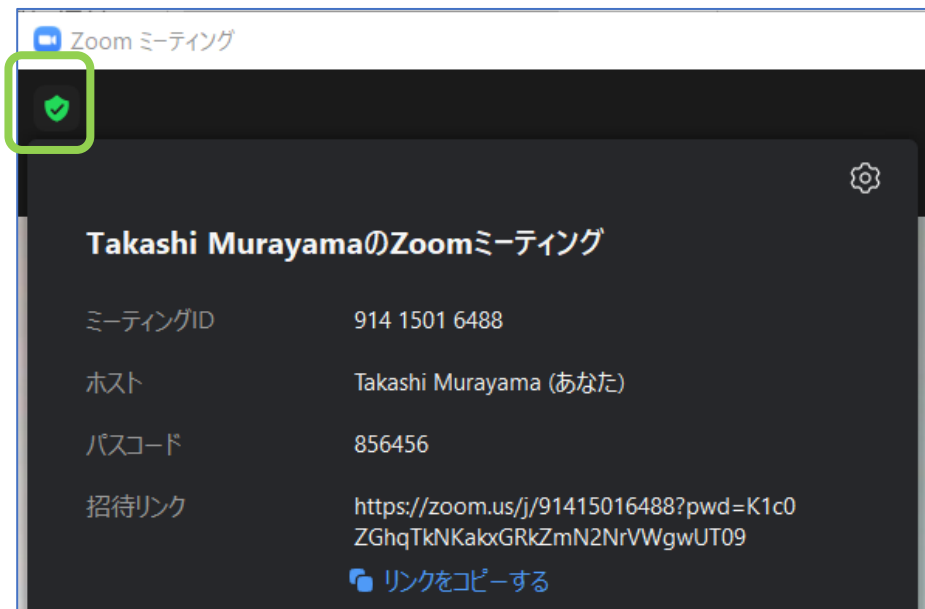 Zoom ミーティング
Takashi MurayamaのZoomミーティング
ミーティングID 914 1501 6488
ホスト Takashi Murayama (あなた)
パスコード 856456
招待リンク https://zoom.us/j/91415016488?pwd=K1c0
ZGhqTkNKakxGRkZmN2NrVWgwUT09
リンクをコピーする